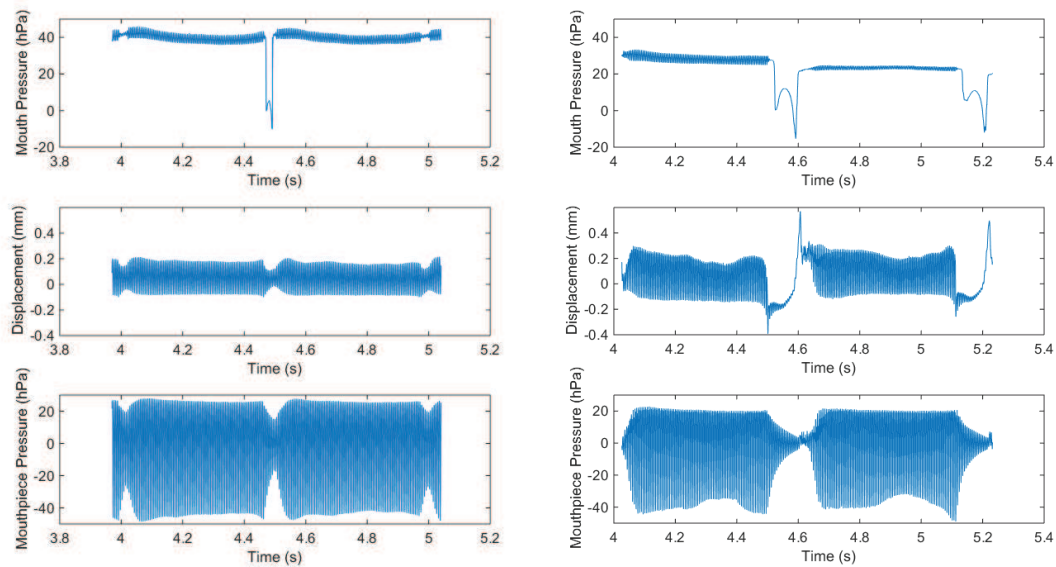 Mouth Pressure (hPa)
40
20
0
-20
3.8 4 4.2 4.4 4.6 4.8 5 5.2
Time (s)
Displacement (mm)
0.4
0.2
0
-0.2
-0.4
3.8 4 4.2 4.4 4.6 4.8 5 5.2
Time (s)
Mouthpiece Pressure (hPa)
20
0
-20
-40
3.8 4 4.2 4.4 4.6 4.8 5 5.2
Time (s)
Mouth Pressure (hPa)
60
40
20
0
-20
4 4.2 4.4 4.6 4.8 5 5.2 5.4
Time (s)
Displacement (mm)
0.4
0.2
0
-0.2
-0.4
4 4.2 4.4 4.6 4.8 5 5.2 5.4
Time (s)
Mouthpiece Pressure (hPa)
20
0
-20
-40
4 4.2 4.4 4.6 4.8 5 5.2 5.4
Time (s)